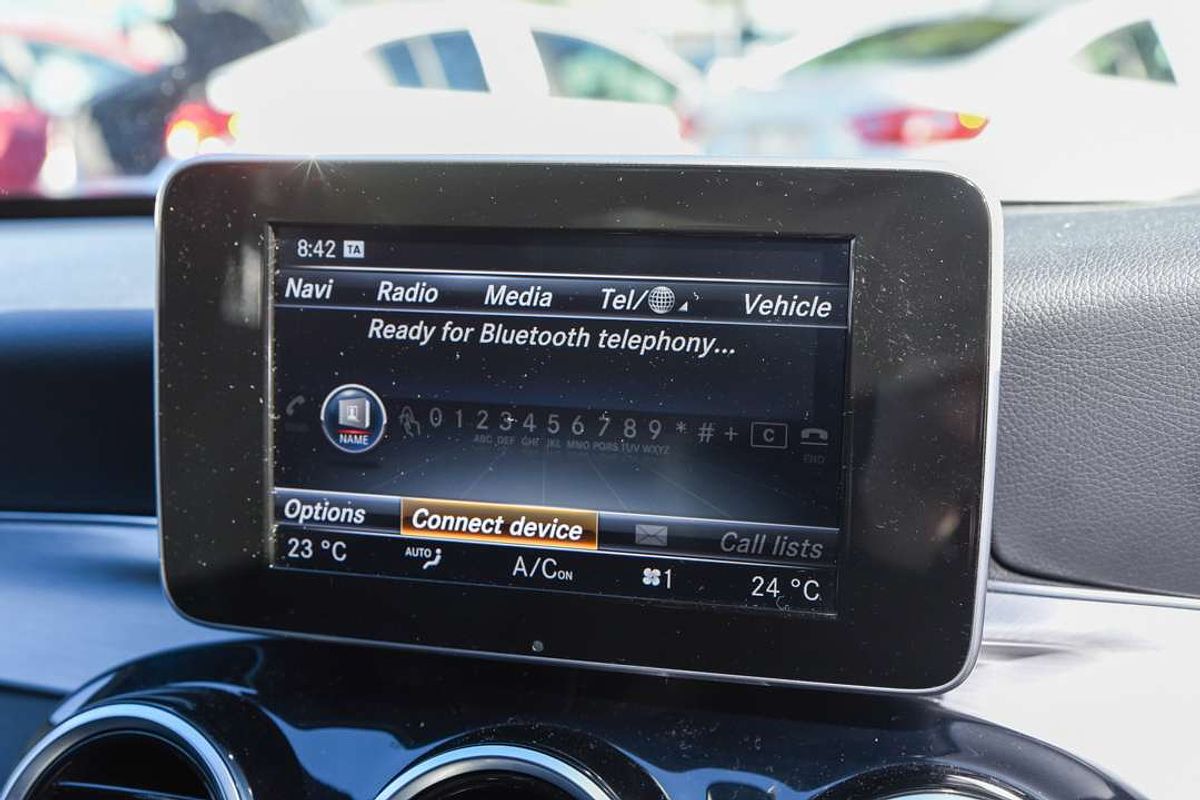 8:42 TA
Navi Radio Media Tel/ Vehicle
Ready for Bluetooth telephony...
NAME 0 1 2 3 4 5 6 7 8 9 * # + C
ABC DEF GHI JKL MNO PQRS TUV WXYZ
END
Options Connect device Call lists
23 °C AUTO A/C ON 1 24 °C